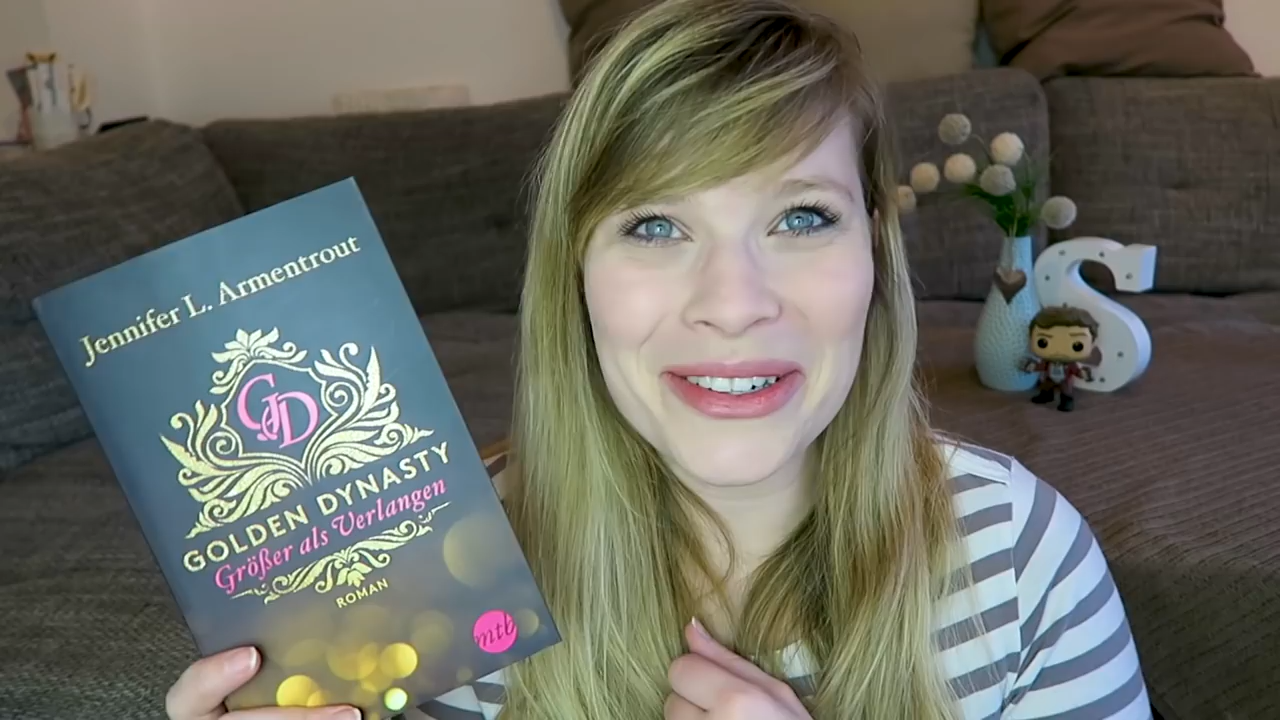 Jennifer L. Armentrout
GD
GOLDEN DYNASTY
Größer als Verlangen
ROMAN
mtb
S